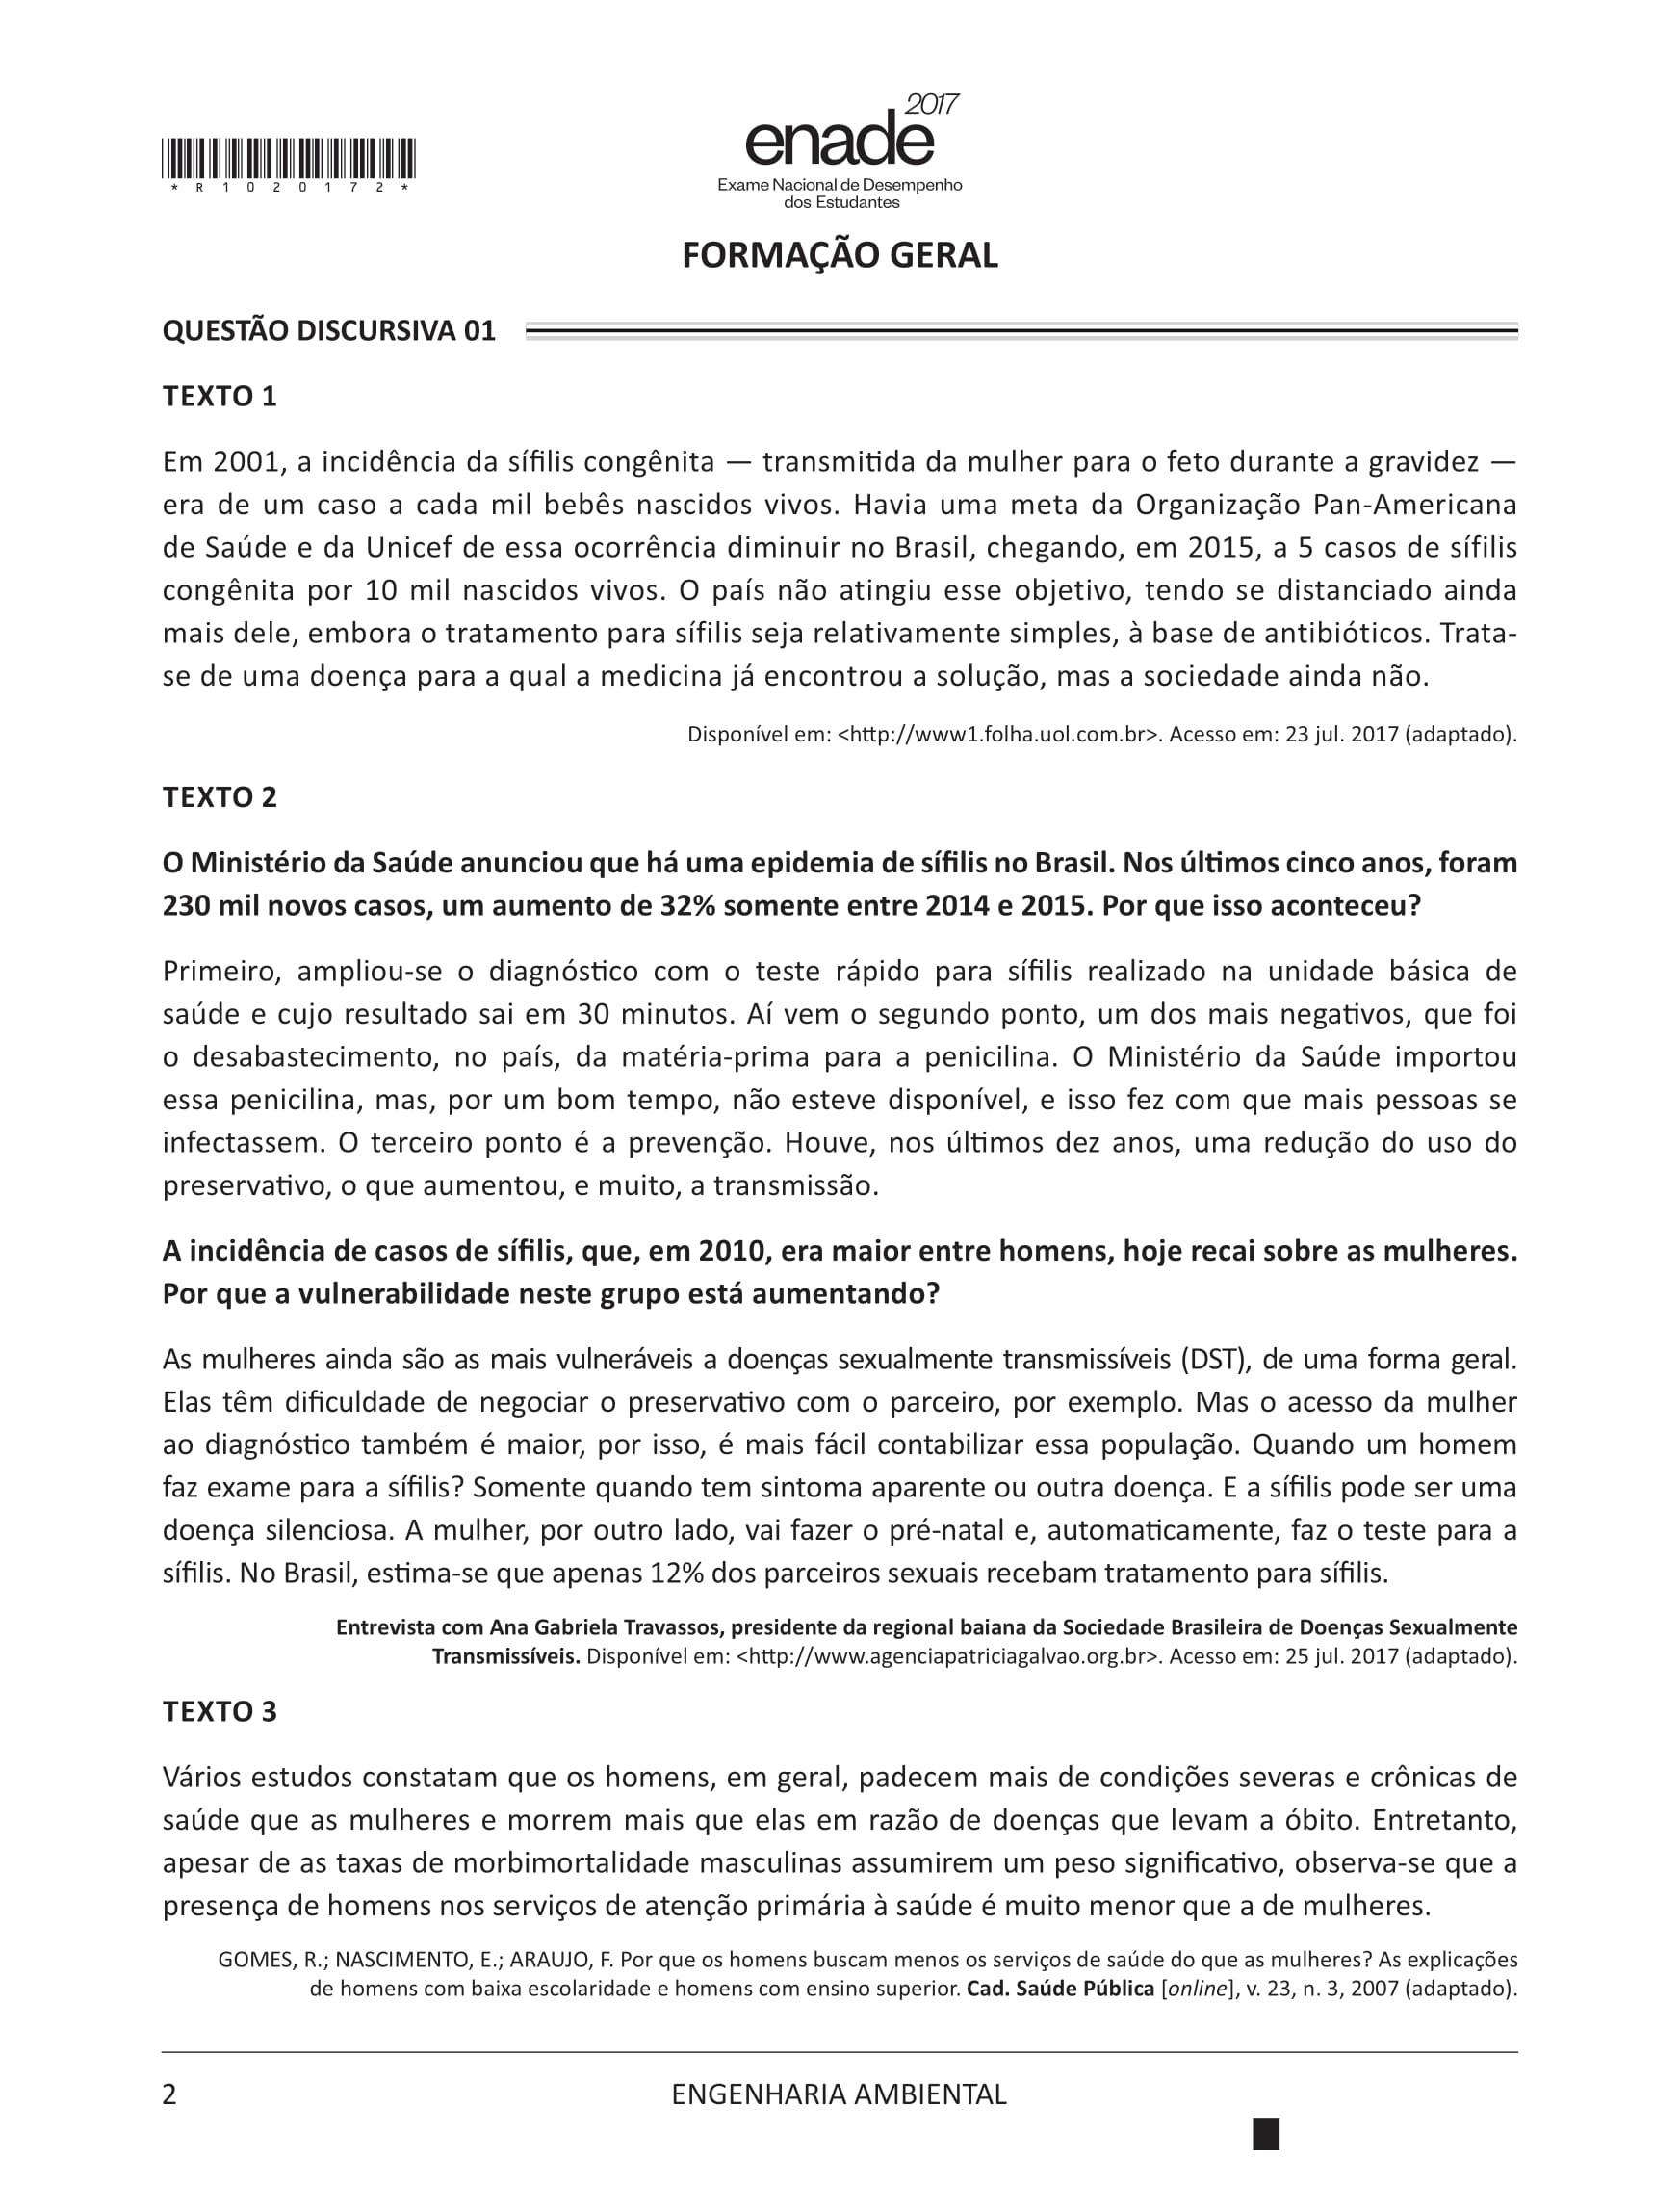 *R1020172*
2017
enade
Exame Nacional de Desempenho
dos Estudantes
FORMAÇÃO GERAL
QUESTÃO DISCURSIVA 01
TEXTO 1
Em 2001, a incidência da sífilis congênita — transmitida da mulher para o feto durante a gravidez —
era de um caso a cada mil bebês nascidos vivos. Havia uma meta da Organização Pan-Americana
de Saúde e da Unicef de essa ocorrência diminuir no Brasil, chegando, em 2015, a 5 casos de sífilis
congênita por 10 mil nascidos vivos. O país não atingiu esse objetivo, tendo se distanciado ainda
mais dele, embora o tratamento para sífilis seja relativamente simples, à base de antibióticos. Trata-
se de uma doença para a qual a medicina já encontrou a solução, mas a sociedade ainda não.
Disponível em: <http://www1.folha.uol.com.br>. Acesso em: 23 jul. 2017 (adaptado).
TEXTO 2
O Ministério da Saúde anunciou que há uma epidemia de sífilis no Brasil. Nos últimos cinco anos, foram
230 mil novos casos, um aumento de 32% somente entre 2014 e 2015. Por que isso aconteceu?
Primeiro, ampliou-se o diagnóstico com o teste rápido para sífilis realizado na unidade básica de
saúde e cujo resultado sai em 30 minutos. Aí vem o segundo ponto, um dos mais negativos, que foi
o desabastecimento, no país, da matéria-prima para a penicilina. O Ministério da Saúde importou
essa penicilina, mas, por um bom tempo, não esteve disponível, e isso fez com que mais pessoas se
infectassem. O terceiro ponto é a prevenção. Houve, nos últimos dez anos, uma redução do uso do
preservativo, o que aumentou, e muito, a transmissão.
A incidência de casos de sífilis, que, em 2010, era maior entre homens, hoje recai sobre as mulheres.
Por que a vulnerabilidade neste grupo está aumentando?
As mulheres ainda são as mais vulneráveis a doenças sexualmente transmissíveis (DST), de uma forma geral.
Elas têm dificuldade de negociar o preservativo com o parceiro, por exemplo. Mas o acesso da mulher
ao diagnóstico também é maior, por isso, é mais fácil contabilizar essa população. Quando um homem
faz exame para a sífilis? Somente quando tem sintoma aparente ou outra doença. E a sífilis pode ser uma
doença silenciosa. A mulher, por outro lado, vai fazer o pré-natal e, automaticamente, faz o teste para a
sífilis. No Brasil, estima-se que apenas 12% dos parceiros sexuais recebam tratamento para sífilis.
Entrevista com Ana Gabriela Travassos, presidente da regional baiana da Sociedade Brasileira de Doenças Sexualmente
Transmissíveis. Disponível em: <http://www.agenciapatriciagalvao.org.br>. Acesso em: 25 jul. 2017 (adaptado).
TEXTO 3
Vários estudos constatam que os homens, em geral, padecem mais de condições severas e crônicas de
saúde que as mulheres e morrem mais que elas em razão de doenças que levam a óbito. Entretanto,
apesar de as taxas de morbimortalidade masculinas assumirem um peso significativo, observa-se que a
presença de homens nos serviços de atenção primária à saúde é muito menor que a de mulheres.
GOMES, R.; NASCIMENTO, E.; ARAUJO, F. Por que os homens buscam menos os serviços de saúde do que as mulheres? As explicações
de homens com baixa escolaridade e homens com ensino superior. Cad. Saúde Pública [online], v. 23, n. 3, 2007 (adaptado).
2
ENGENHARIA AMBIENTAL